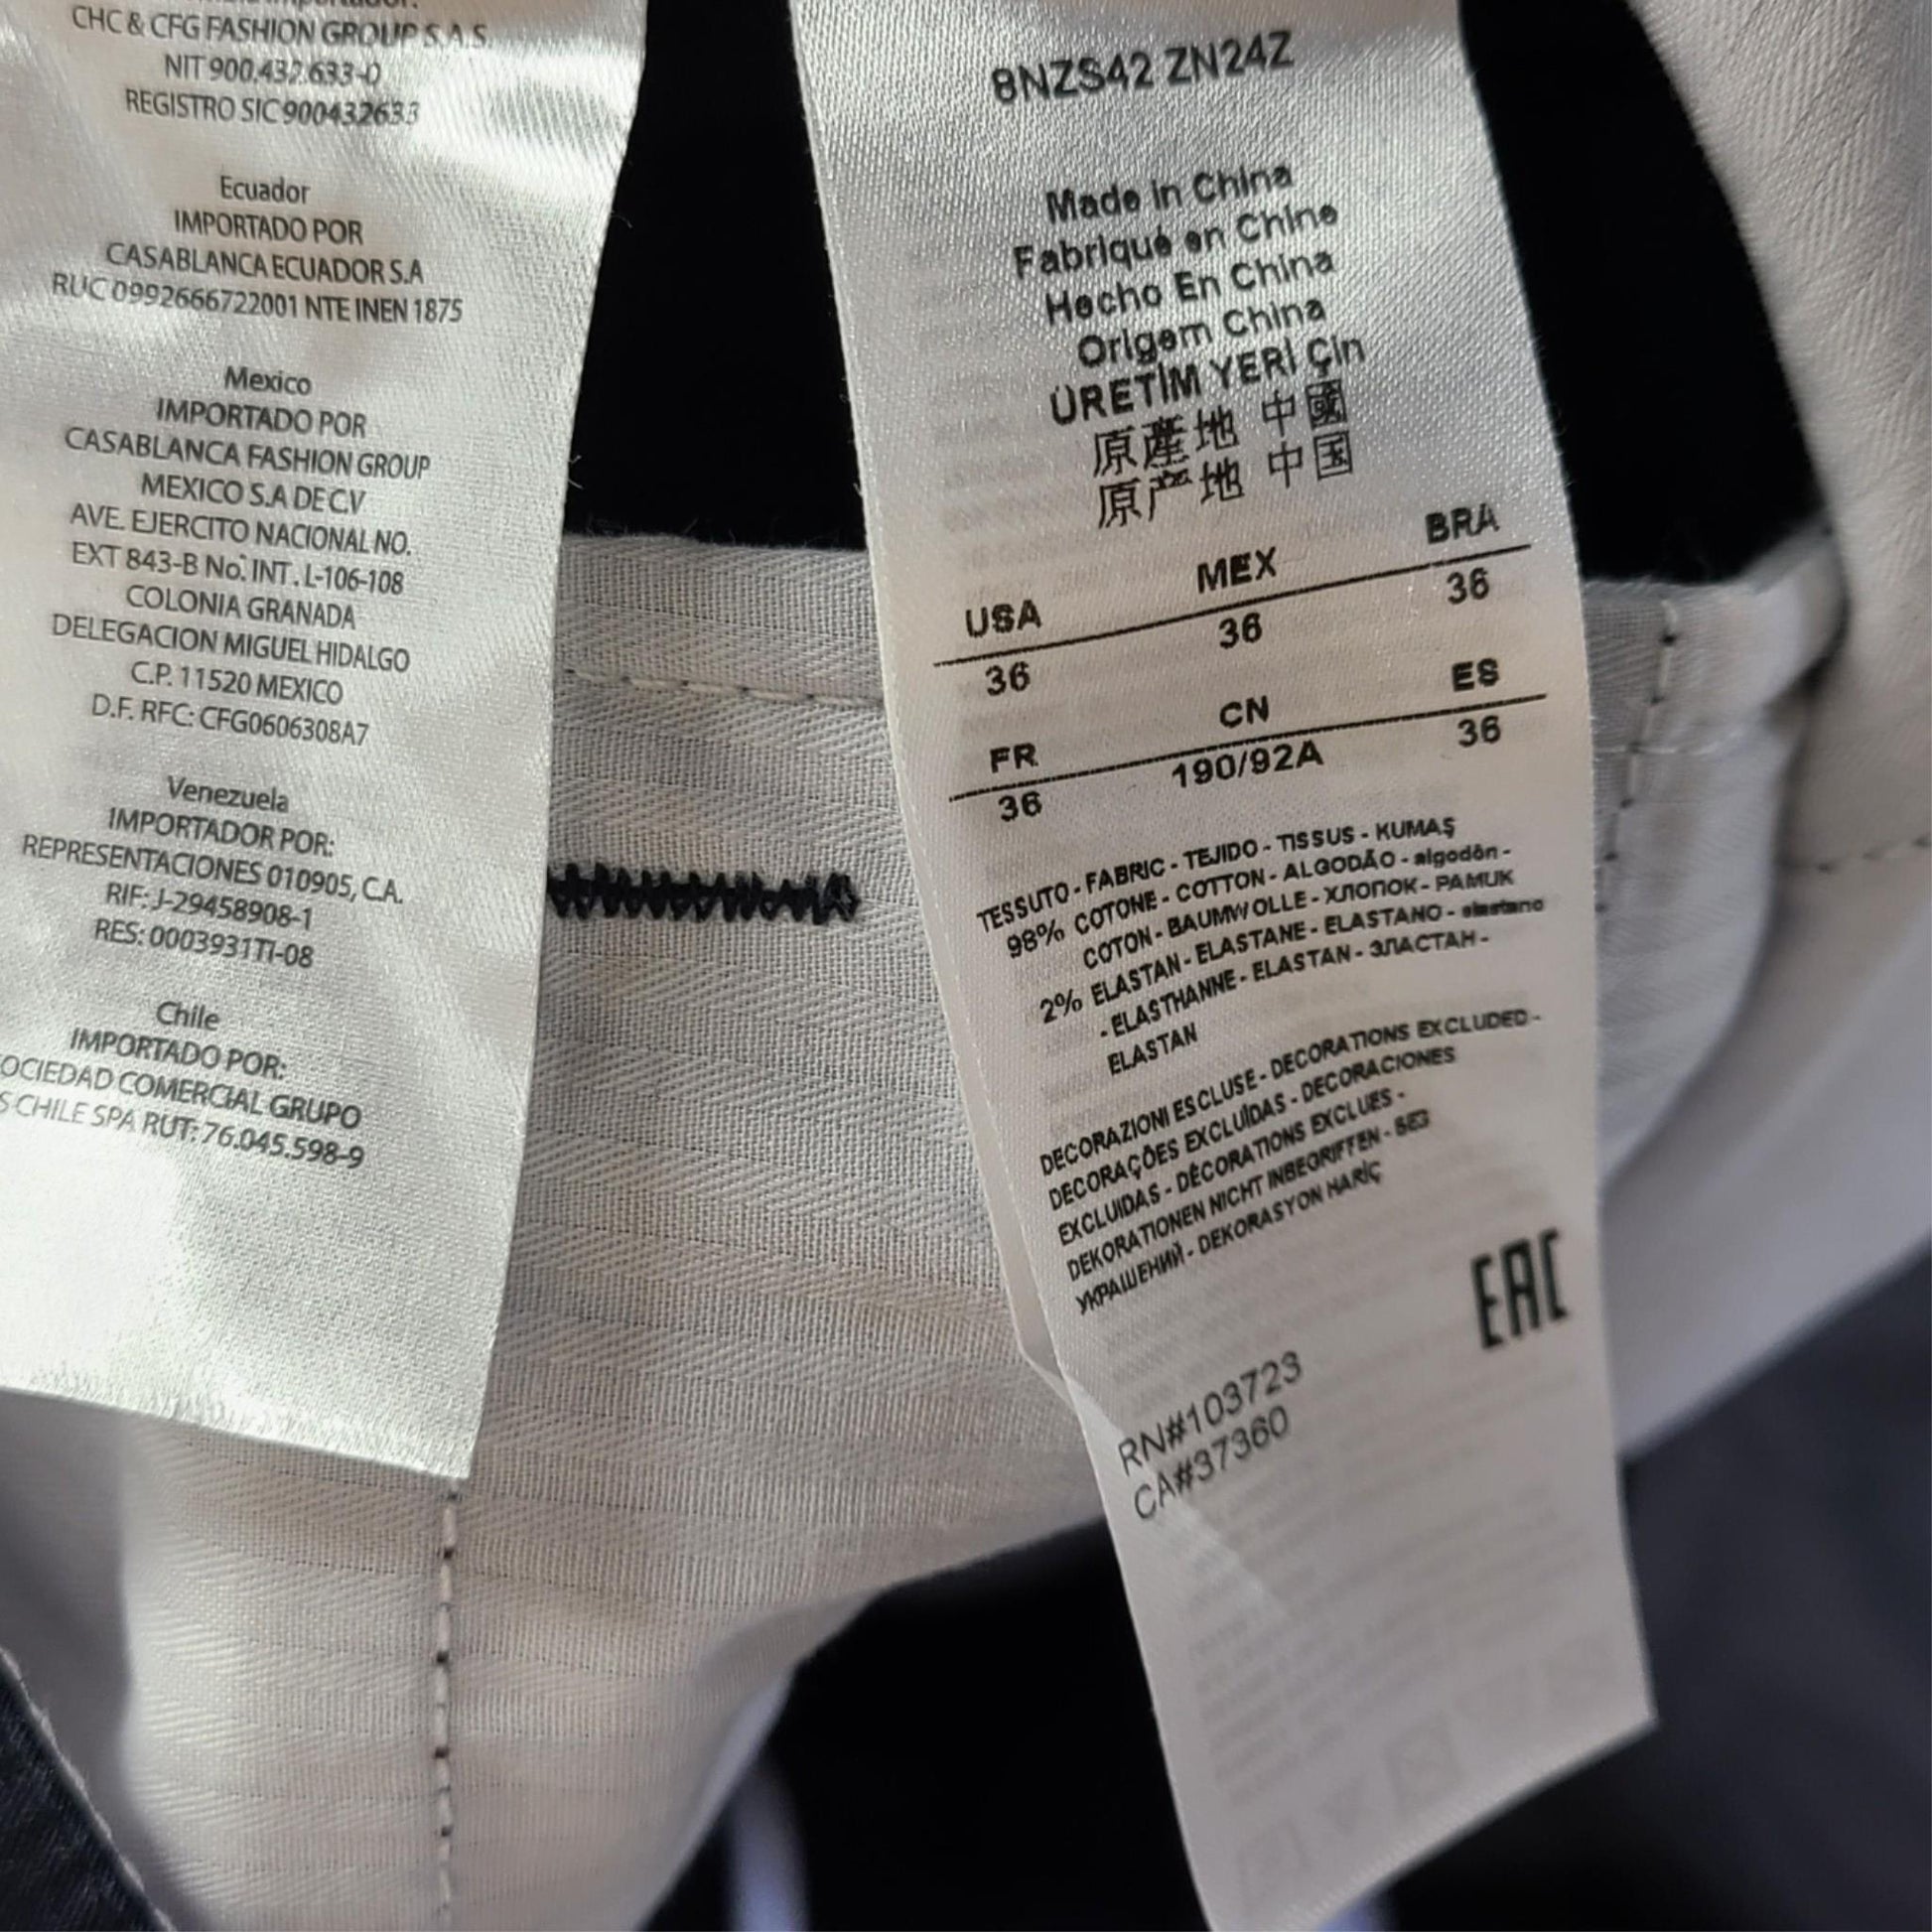 CHC & CFG FASHION GROUP S.A.S.
NIT 900.432.633-0
REGISTRO SIC 900432633
Ecuador
IMPORTADO POR
CASABLANCA ECUADOR S.A
RUC 0992666722001 NTE INEN 1875
Mexico
IMPORTADO POR
CASABLANCA FASHION GROUP
MEXICO S.A DE C.V
AVE. EJERCITO NACIONAL NO.
EXT 843-B No. INT. L-106-108
COLONIA GRANADA
DELEGACION MIGUEL HIDALGO
C.P. 11520 MEXICO
D.F. RFC: CFG0606308A7
Venezuela
IMPORTADOR POR:
REPRESENTACIONES 010905, C.A.
RIF: J-29458908-1
RES: 0003931TI-08
Chile
IMPORTADO POR:
OCIEDAD COMERCIAL GRUPO
S CHILE SPA RUT: 76.045.598-9
8NZS42 ZN24Z
Made in China
Fabriqué en Chine
Hecho En China
Origem China
ÜRETİM YERİ Çin
原產地 中國
原产地 中国
USA MEX BRA
36 36 36
FR CN ES
36 190/92A 36
TESSUTO - FABRIC - TEJIDO - TISSUS - KUMAŞ
98% COTONE - COTTON - ALGODÃO - algodôn -
COTON - BAUMWOLLE - ХЛОПОК - PAMUK
2% ELASTAN - ELASTANE - ELASTANO - elastano
- ELASTHANNE - ELASTAN - ЭЛАСТАН -
ELASTAN
DECORAZIONI ESCLUSE - DECORATIONS EXCLUDED -
DECORAÇÕES EXCLUÍDAS - DECORACIONES
EXCLUIDAS - DÉCORATIONS EXCLUES -
DEKORATIONEN NICHT INBEGRIFFEN - БЕЗ
УКРАШЕНИЙ - DEKORASYON HARİÇ
EAC
RN#103723
CA#37360